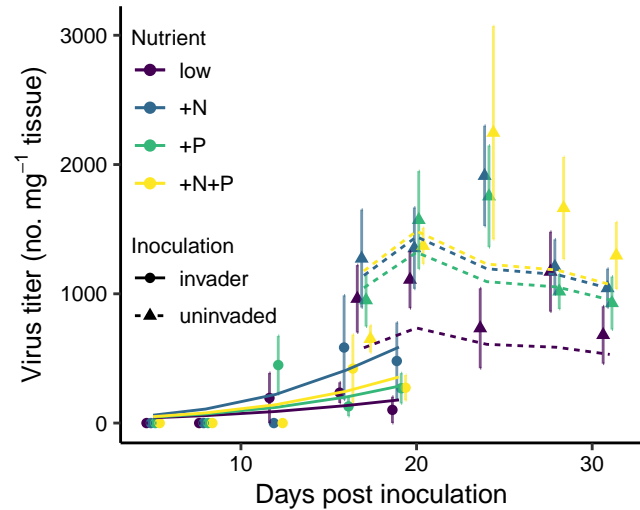 Virus titer (no. mg⁻¹ tissue)
3000
2000
1000
0
Nutrient
low
+N
+P
+N+P
Inoculation
invader
uninvaded
10
20
30
Days post inoculation